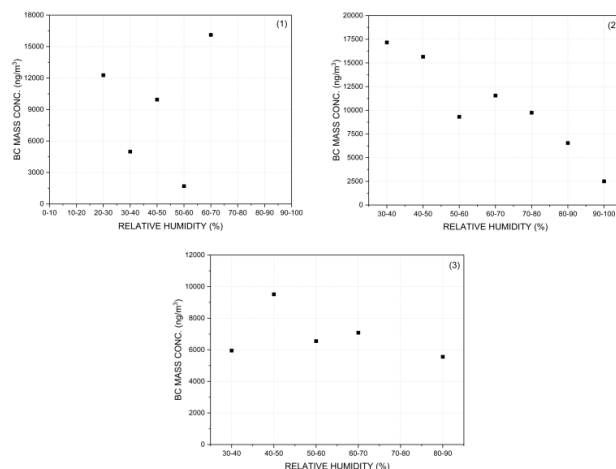 (1)
BC MASS CONC. (ng/m³)
18000
15000
12000
9000
6000
3000
0
0-10 10-20 20-30 30-40 40-50 50-60 60-70 70-80 80-90 90-100
RELATIVE HUMIDITY (%)
(2
BC MASS CONC. (ng/m³)
20000
17500
15000
12500
10000
7500
5000
2500
0
30-40 40-50 50-60 60-70 70-80 80-90 90-100
RELATIVE HUMIDITY (%)
(3)
BC MASS CONC. (ng/m³)
12000
10000
8000
6000
4000
2000
0
30-40 40-50 50-60 60-70 70-80 80-90
RELATIVE HUMIDITY (%)